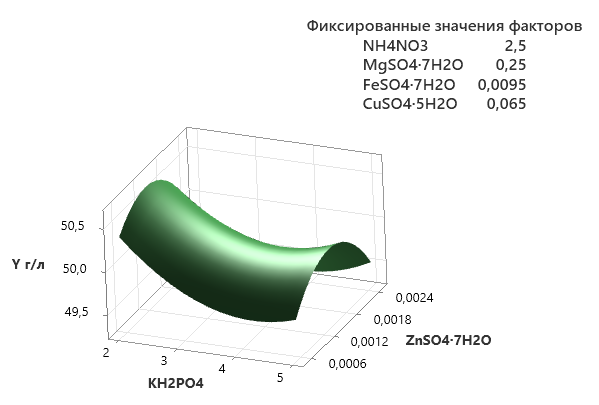 Фиксированные значения факторов
NH4NO3 2,5
MgSO4·7H2O 0,25
FeSO4·7H2O 0,0095
CuSO4·5H2O 0,065
50,5
Y г/л
50,0
49,5
2
3
4
5
KH2PO4
0,0024
0,0018
0,0012
0,0006
ZnSO4·7H2O